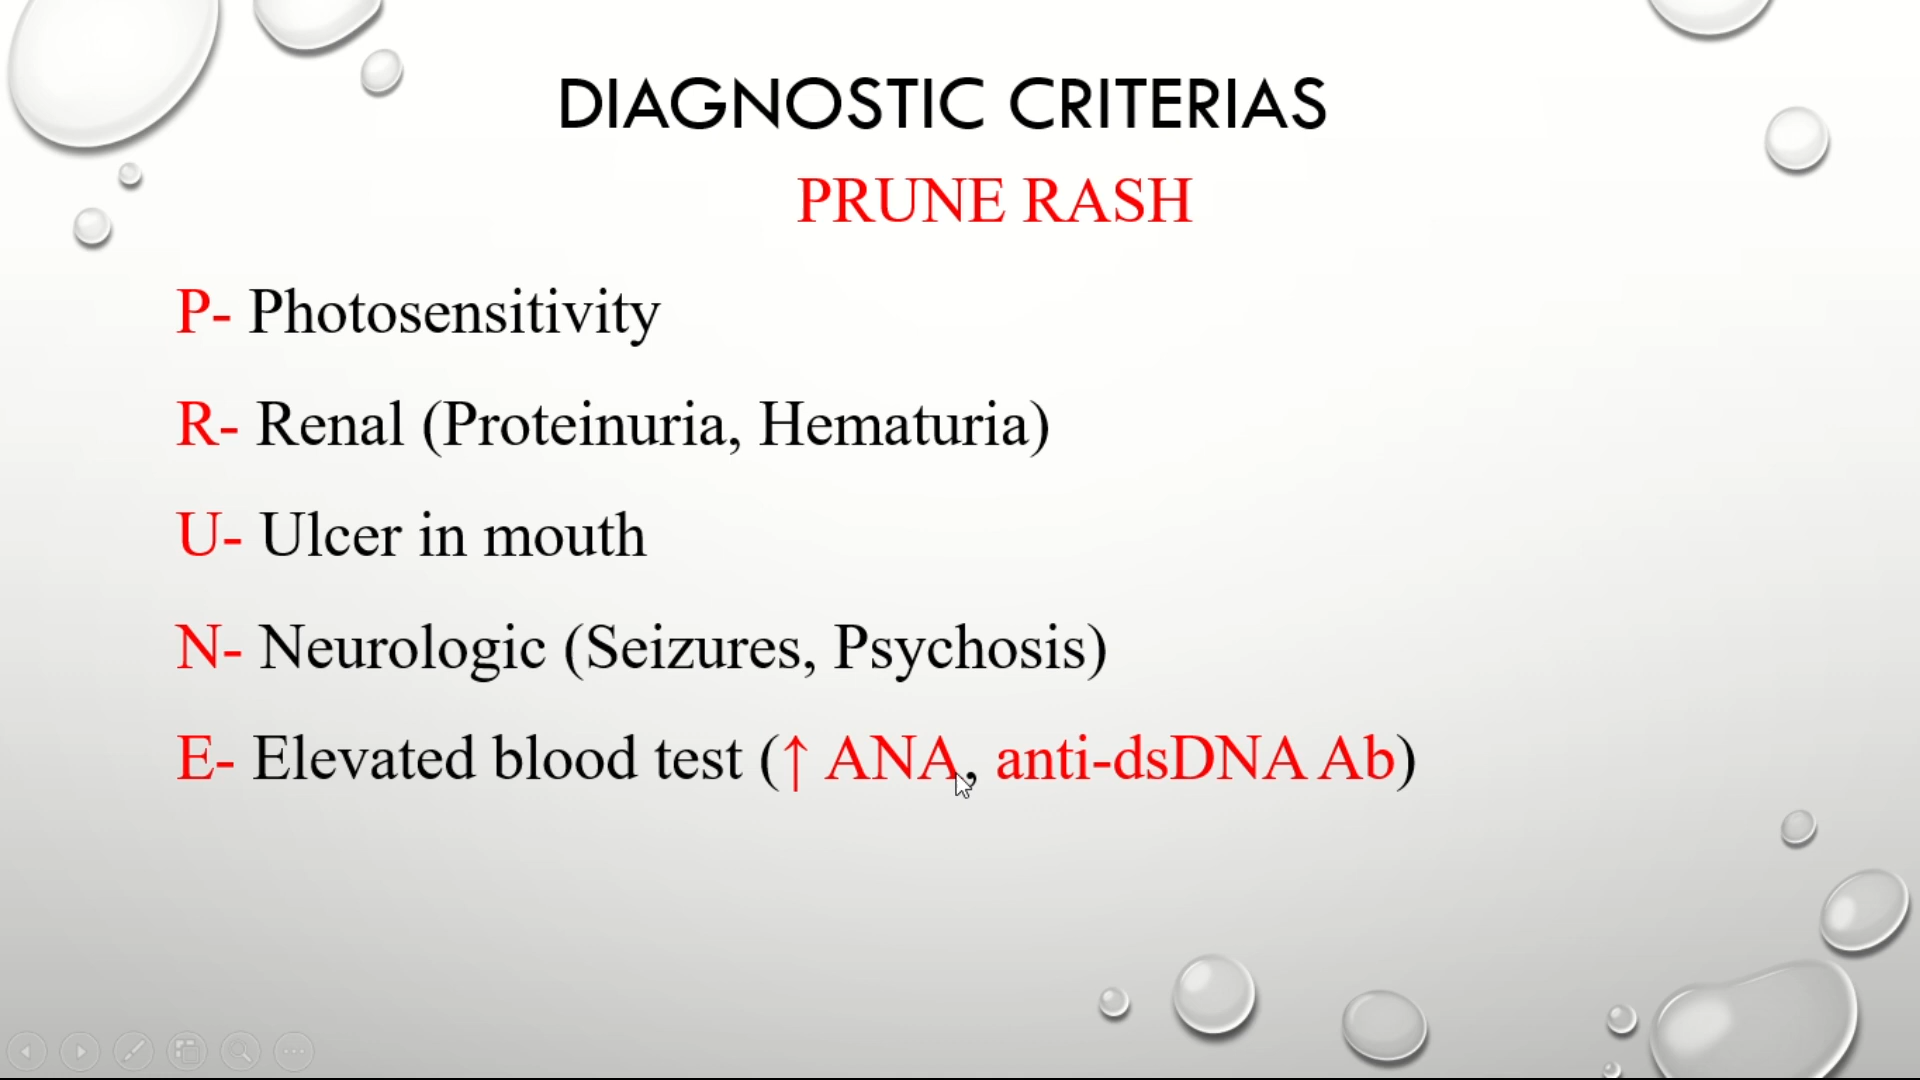 DIAGNOSTIC CRITERIAS
PRUNE RASH
P- Photosensitivity
R- Renal (Proteinuria, Hematuria)
U- Ulcer in mouth
N- Neurologic (Seizures, Psychosis)
E- Elevated blood test (↑ ANA, anti-dsDNA Ab)